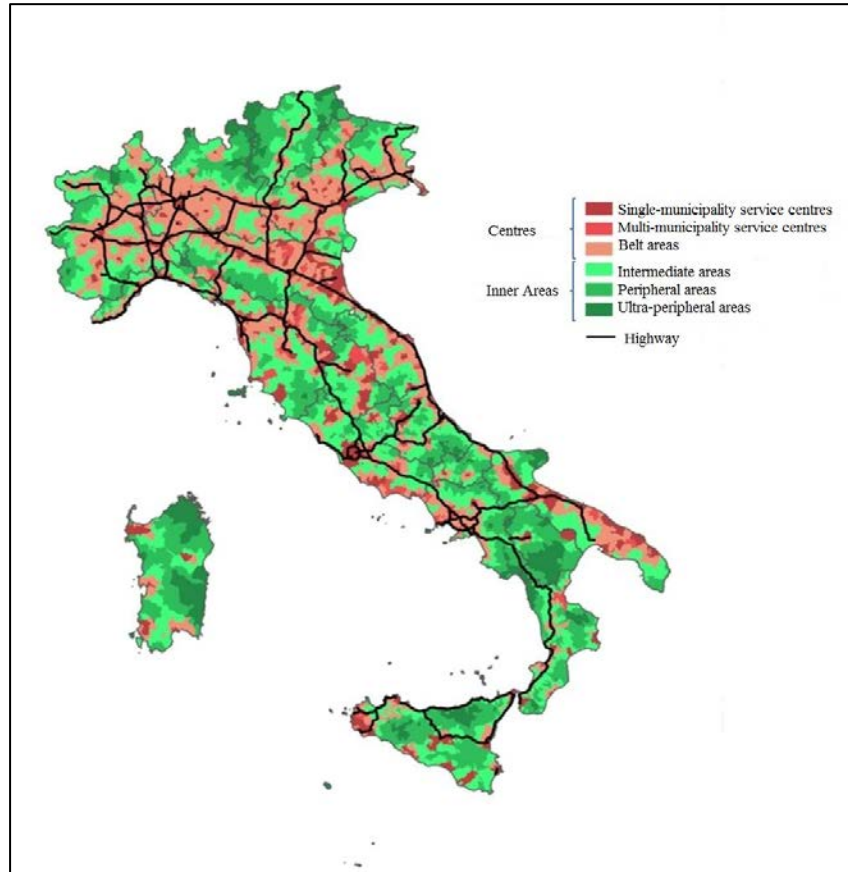 Centres
Single-municipality service centres
Multi-municipality service centres
Belt areas
Inner Areas
Intermediate areas
Peripheral areas
Ultra-peripheral areas
Highway